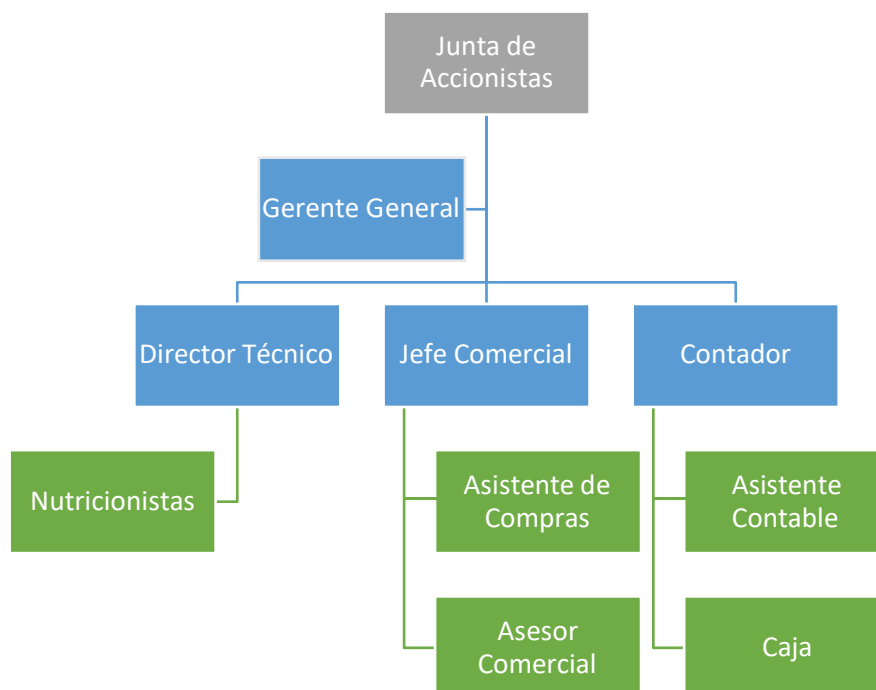 Junta de
Accionistas
Gerente General
Director Técnico
Jefe Comercial
Contador
Nutricionistas
Asistente de
Compras
Asistente
Contable
Asesor
Comercial
Caja